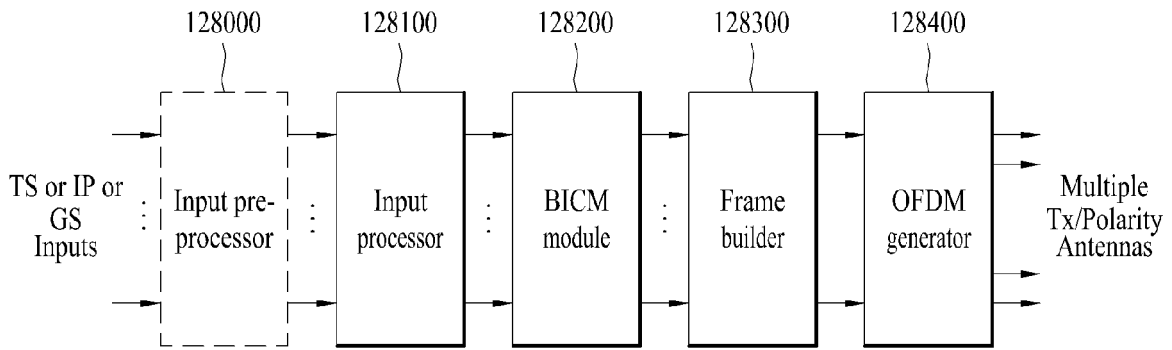 128000
128100
128200
128300
128400
TS or IP or
GS
Inputs
Input pre-
processor
Input
processor
BICM
module
Frame
builder
OFDM
generator
Multiple
Tx/Polarity
Antennas